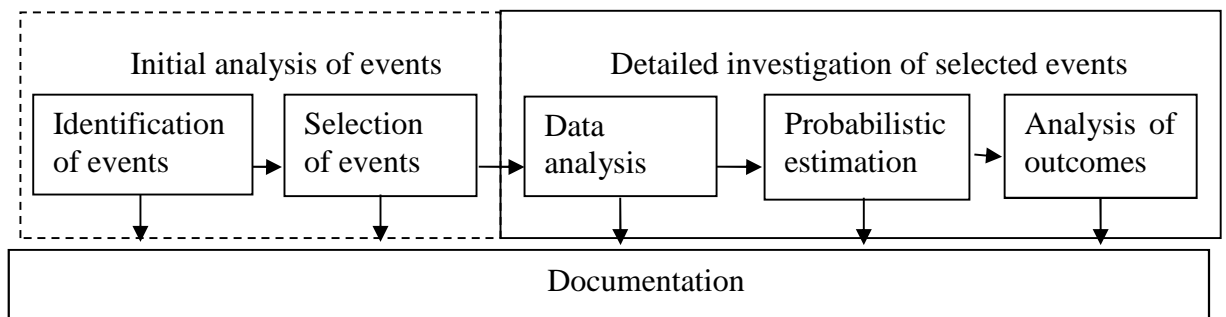 Initial analysis of events
Detailed investigation of selected events
Identification
of events
Selection
of events
Data
analysis
Probabilistic
estimation
Analysis of
outcomes
Documentation